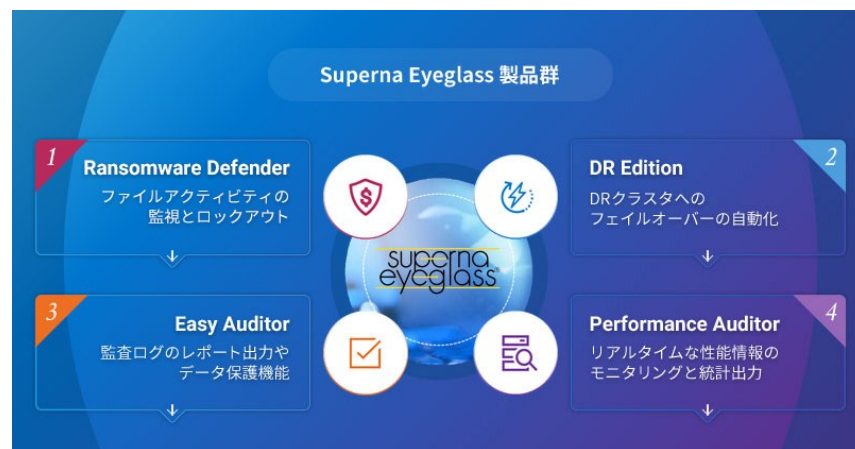 Superna Eyeglass 製品群
1
Ransomware Defender
ファイルアクティビティの
監視とロックアウト
2
DR Edition
DRクラスタへの
フェイルオーバーの自動化
superna
eyeglass
3
Easy Auditor
監査ログのレポート出力や
データ保護機能
4
Performance Auditor
リアルタイムな性能情報の
モニタリングと統計出力